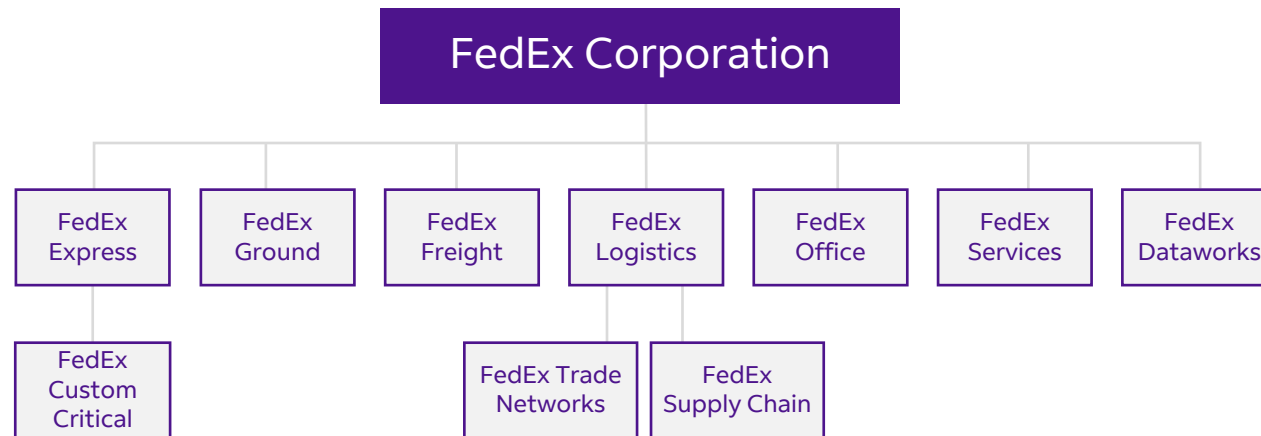 FedEx Corporation
FedEx
Express
FedEx
Ground
FedEx
Freight
FedEx
Logistics
FedEx
Office
FedEx
Services
FedEx
Dataworks
FedEx
Custom
Critical
FedEx Trade
Networks
FedEx
Supply Chain